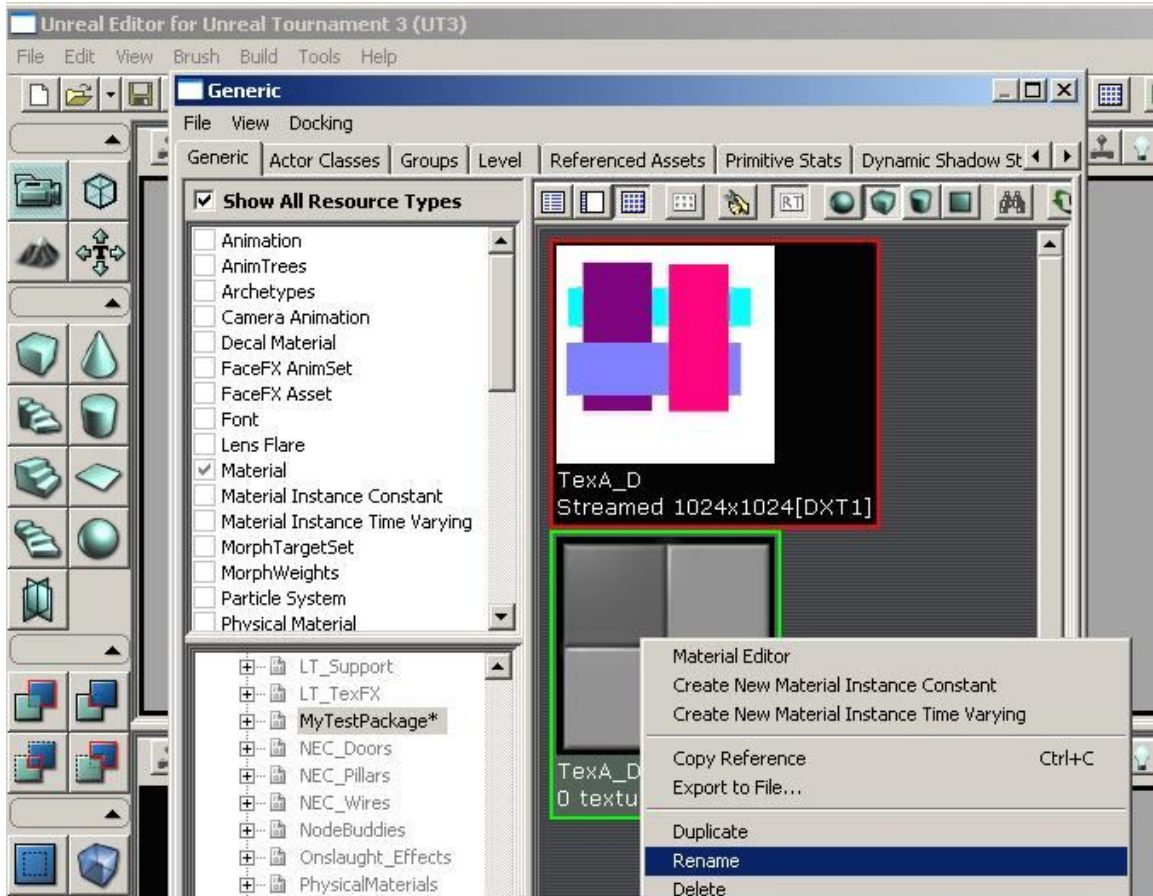 Unreal Editor for Unreal Tournament 3 (UT3)
File Edit View Brush Build Tools Help
Generic
File View Docking
Generic Actor Classes Groups Level Referenced Assets Primitive Stats Dynamic Shadow St
Show All Resource Types
RT
Animation
AnimTrees
Archetypes
Camera Animation
Decal Material
FaceFX AnimSet
FaceFX Asset
Font
Lens Flare
Material
Material Instance Constant
Material Instance Time Varying
MorphTargetSet
MorphWeights
Particle System
Physical Material
LT_Support
LT_TexFX
MyTestPackage*
NEC_Doors
NEC_Pillars
NEC_Wires
NodeBuddies
Onslaught_Effects
PhysicalMaterials
TexA_D
Streamed 1024x1024[DXT1]
TexA_D
0 textu
Material Editor
Create New Material Instance Constant
Create New Material Instance Time Varying
Copy Reference Ctrl+C
Export to File...
Duplicate
Rename
Delete